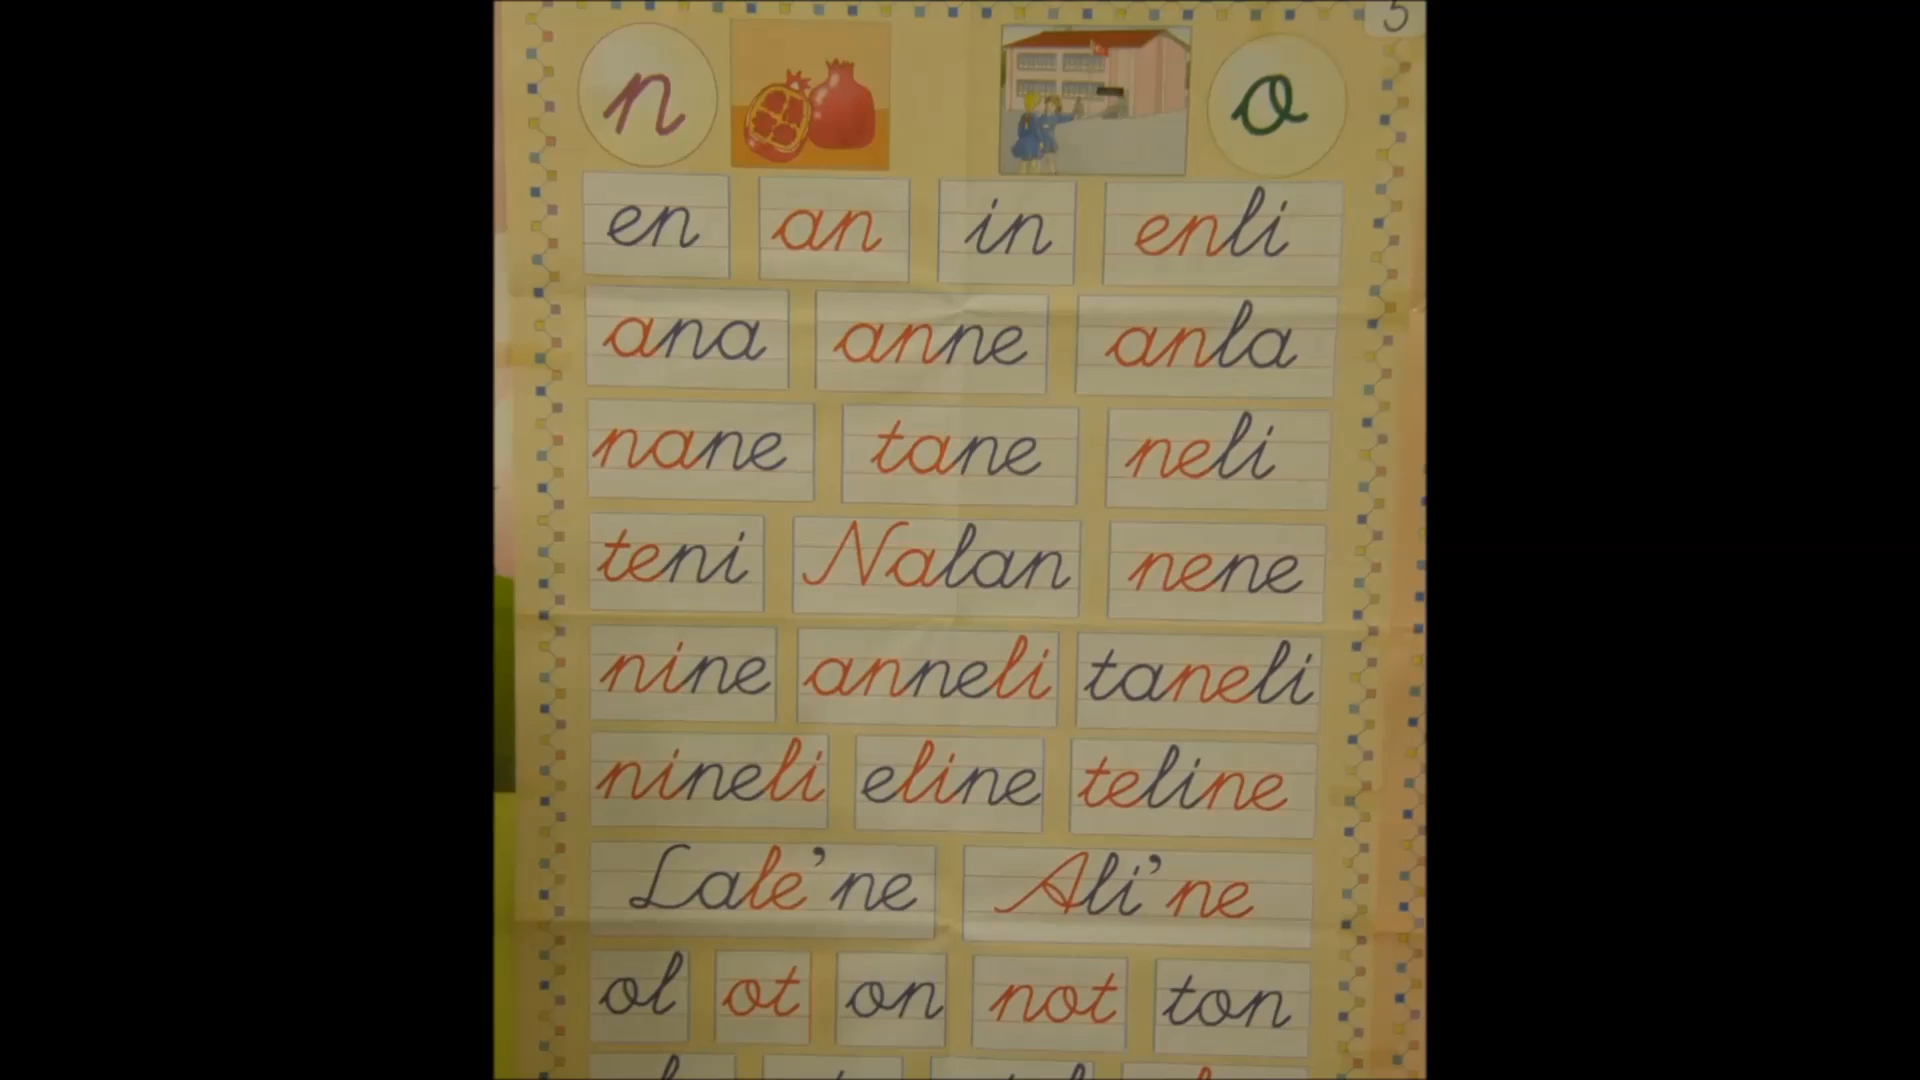 5
n o
en an in enli
ana anne anla
nane tane neli
teni Nalan nene
nine anneli taneli
nineli eline teline
Lale’ne Ali’ne
ol ot on not ton